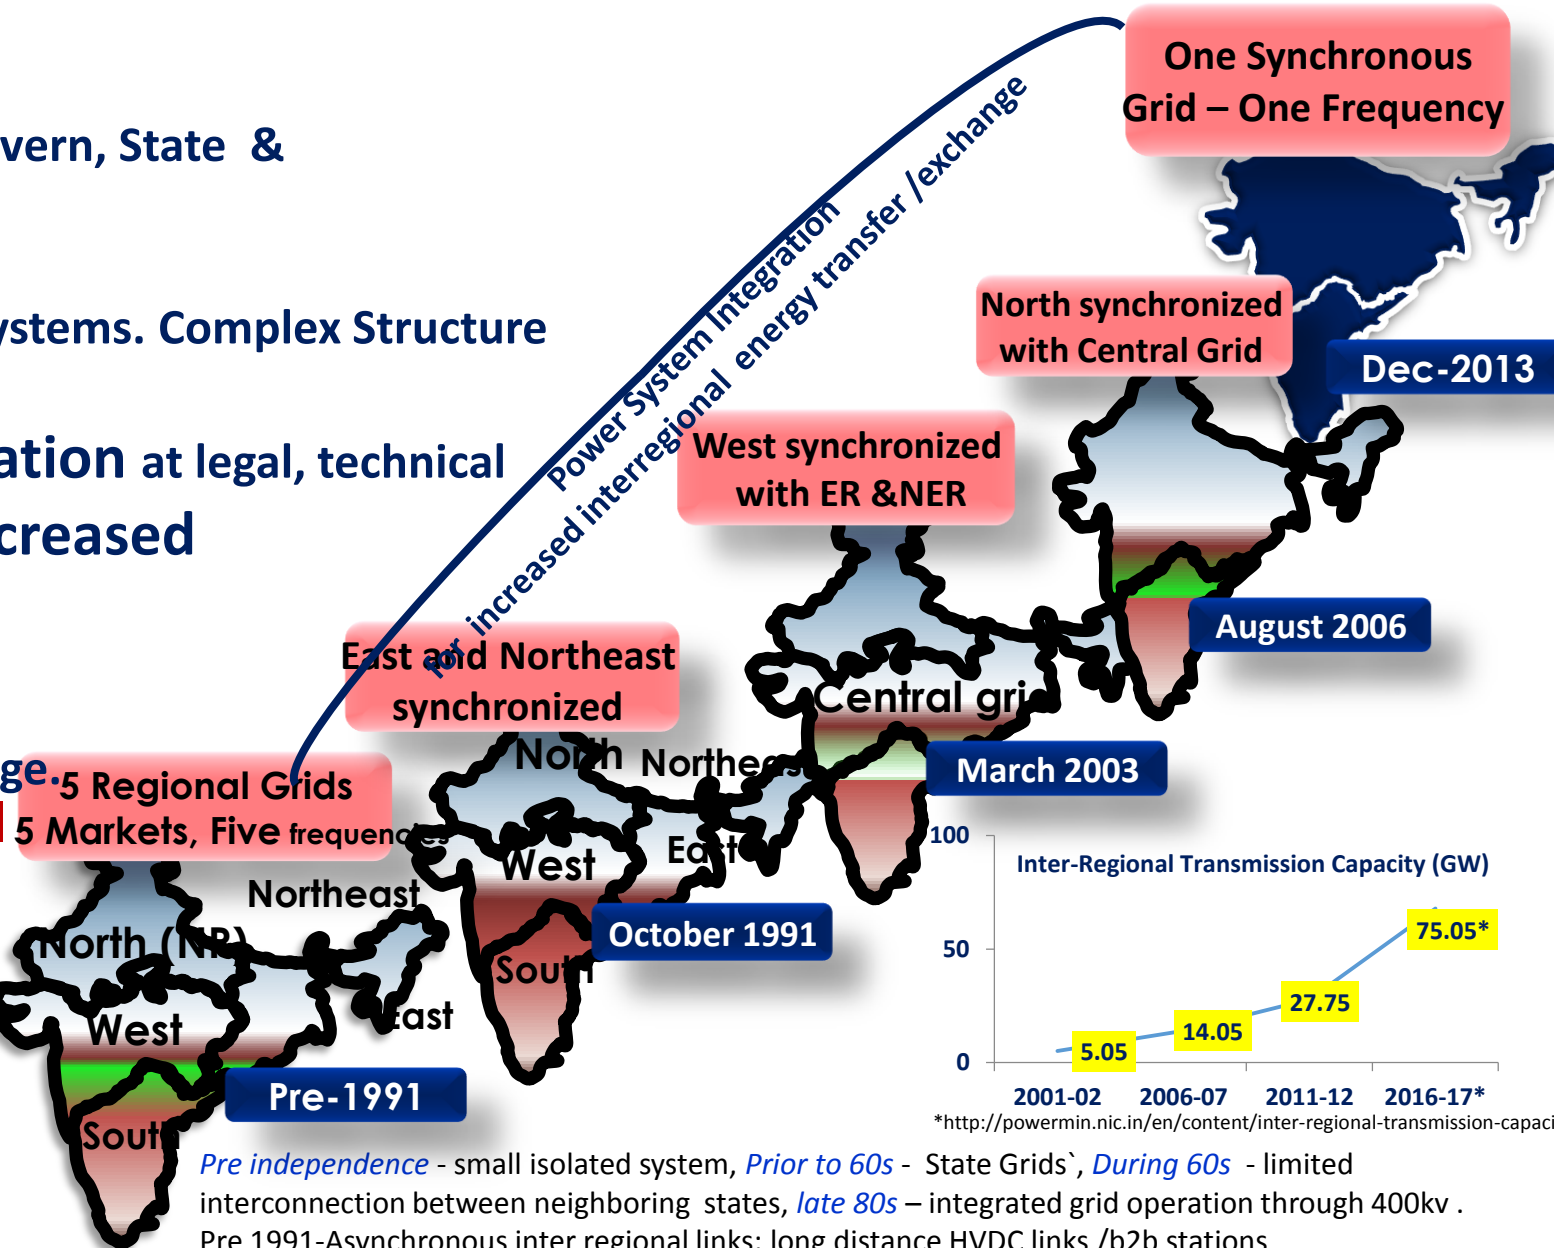 One Synchronous
Grid – One Frequency
vern, State &
Power System Integration
for increased interregional energy transfer /exchange
ystems. Complex Structure
North synchronized
with Central Grid
Dec-2013
ation at legal, technical
creased
West synchronized
with ER &NER
August 2006
East and Northeast
synchronized
Central grid
March 2003
North
Northeast
West
East
South
October 1991
ge.
5 Regional Grids
5 Markets, Five frequencies
Northeast
North (NR)
West
East
South
Pre-1991
Inter-Regional Transmission Capacity (GW)
100
50
0
5.05
14.05
27.75
75.05*
2001-02 2006-07 2011-12 2016-17*
*http://powermin.nic.in/en/content/inter-regional-transmission-capaci
Pre independence - small isolated system, Prior to 60s - State Grids`, During 60s - limited
interconnection between neighboring states, late 80s – integrated grid operation through 400kv .
Pre 1991-Asynchronous inter regional links: long distance HVDC links /b2b stations